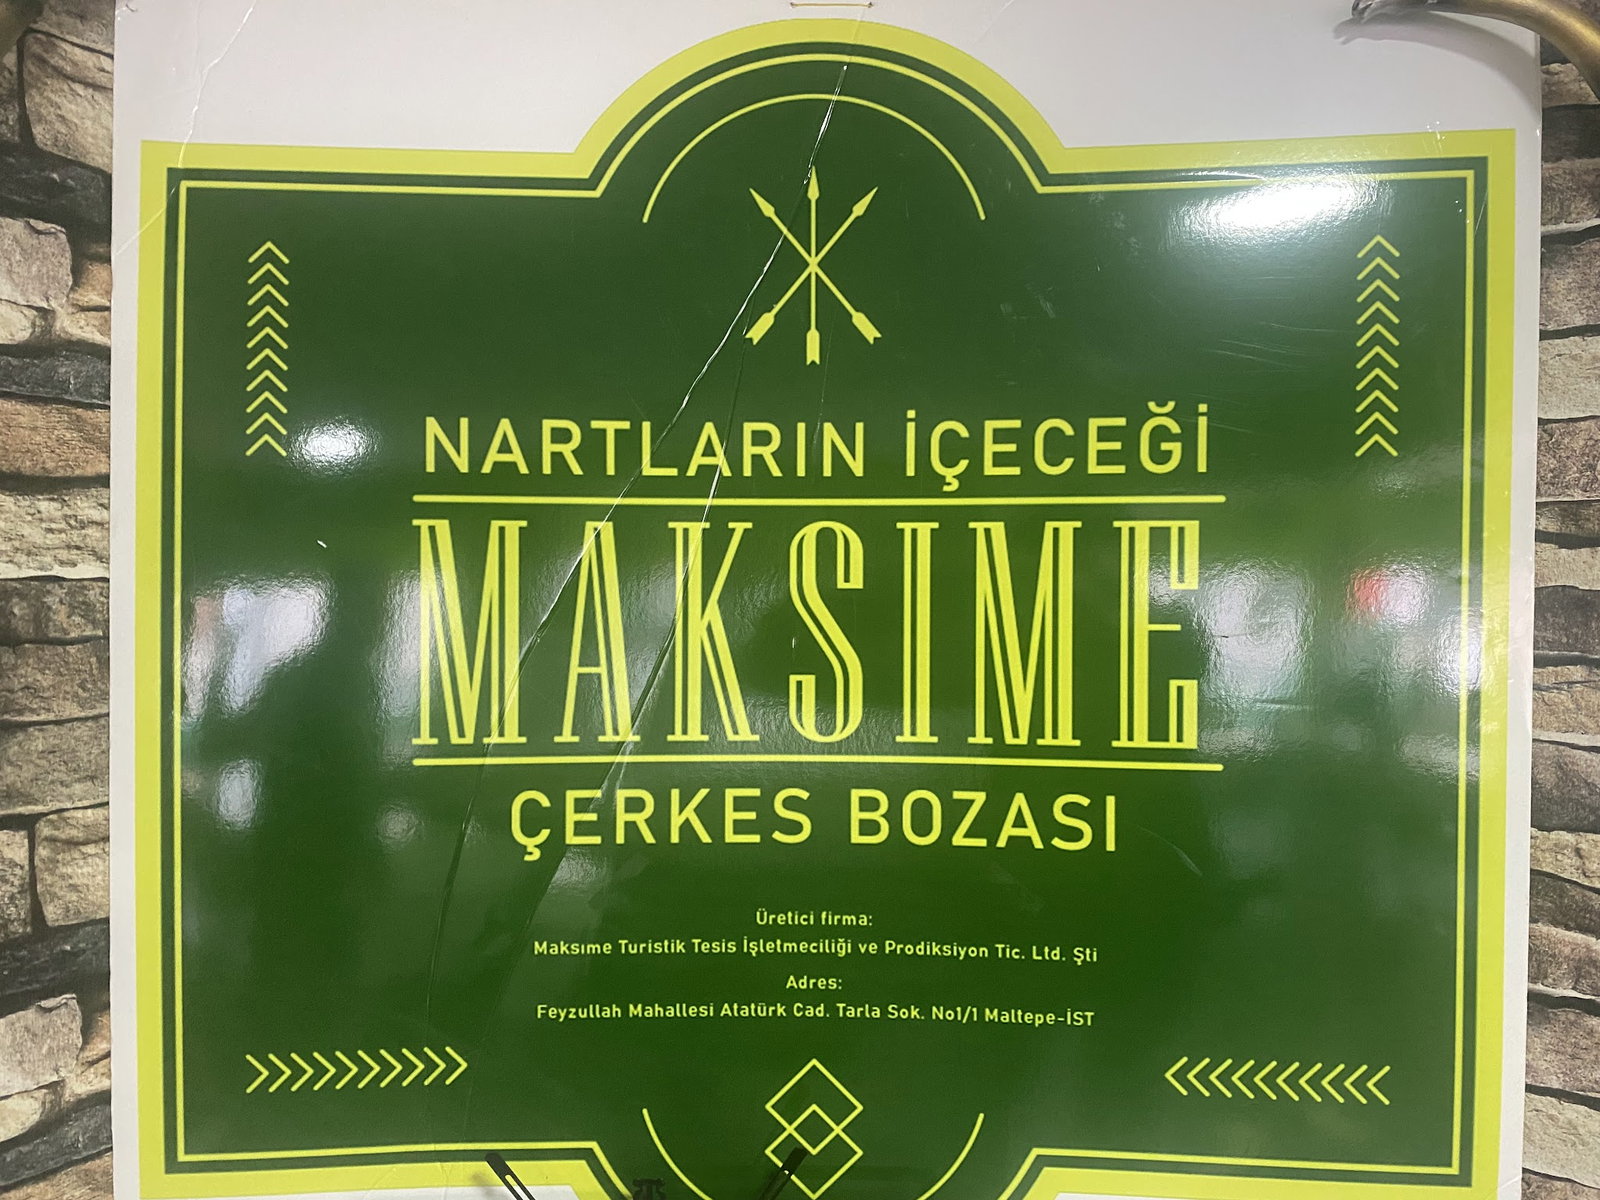 NARTLARIN İÇECEĞİ
MAKSIME
ÇERKES BOZASI
Üretici firma:
Maksıme Turistik Tesis İşletmeciliği ve Prodiksiyon Tic. Ltd. Şti
Adres:
Feyzullah Mahallesi Atatürk Cad. Tarla Sok. No1/1 Maltepe-İST